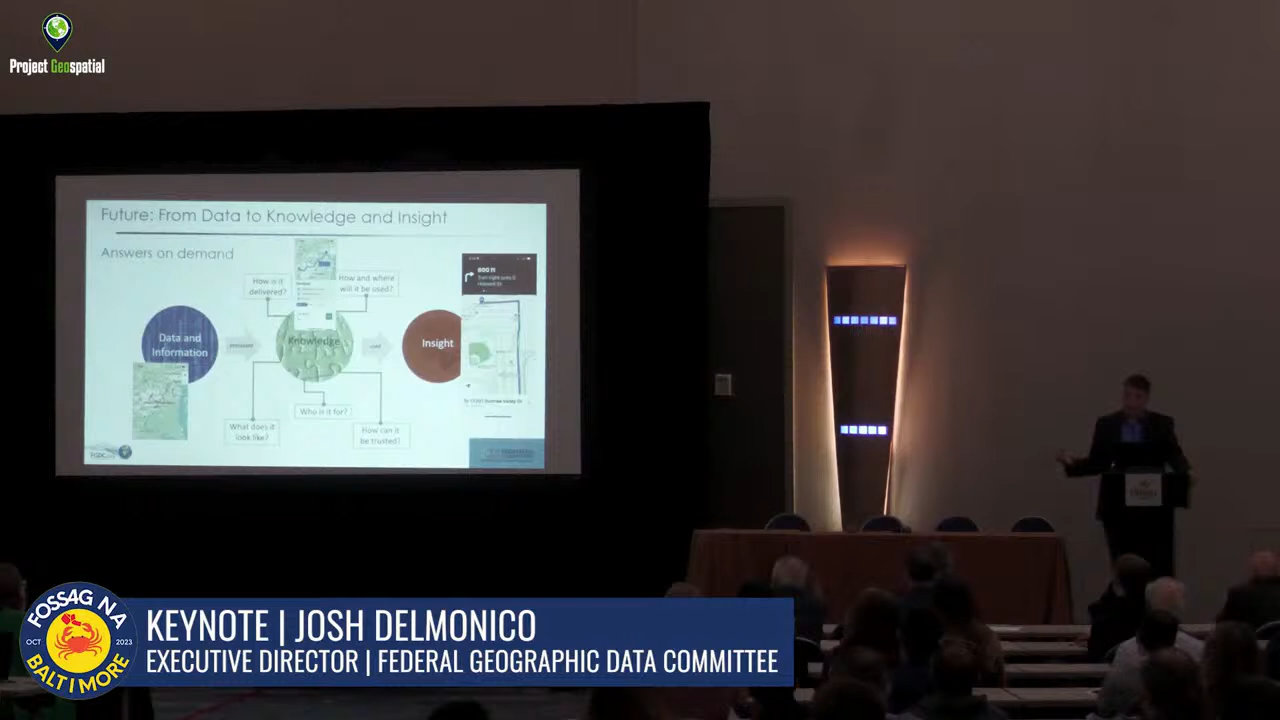 Project Geospatial
Future: From Data to Knowledge and Insight
Answers on demand
How is it
delivered?
How and where
will it be used?
600 ft
Data and
Information
Knowledge
Insight
What does it
look like?
Who is it for?
How can it
be trusted?
FOSS4G NA
OCT
2023
BALTIMORE
KEYNOTE | JOSH DELMONICO
EXECUTIVE DIRECTOR | FEDERAL GEOGRAPHIC DATA COMMITTEE